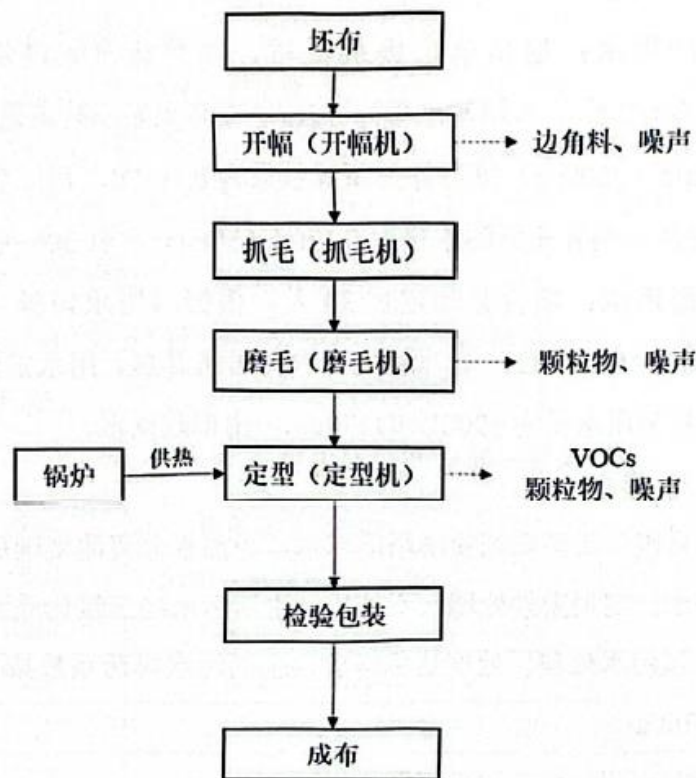 坯布
开幅（开幅机）
边角料、噪声
抓毛（抓毛机）
磨毛（磨毛机）
颗粒物、噪声
锅炉
供热
定型（定型机）
VOCs
颗粒物、噪声
检验包装
成布